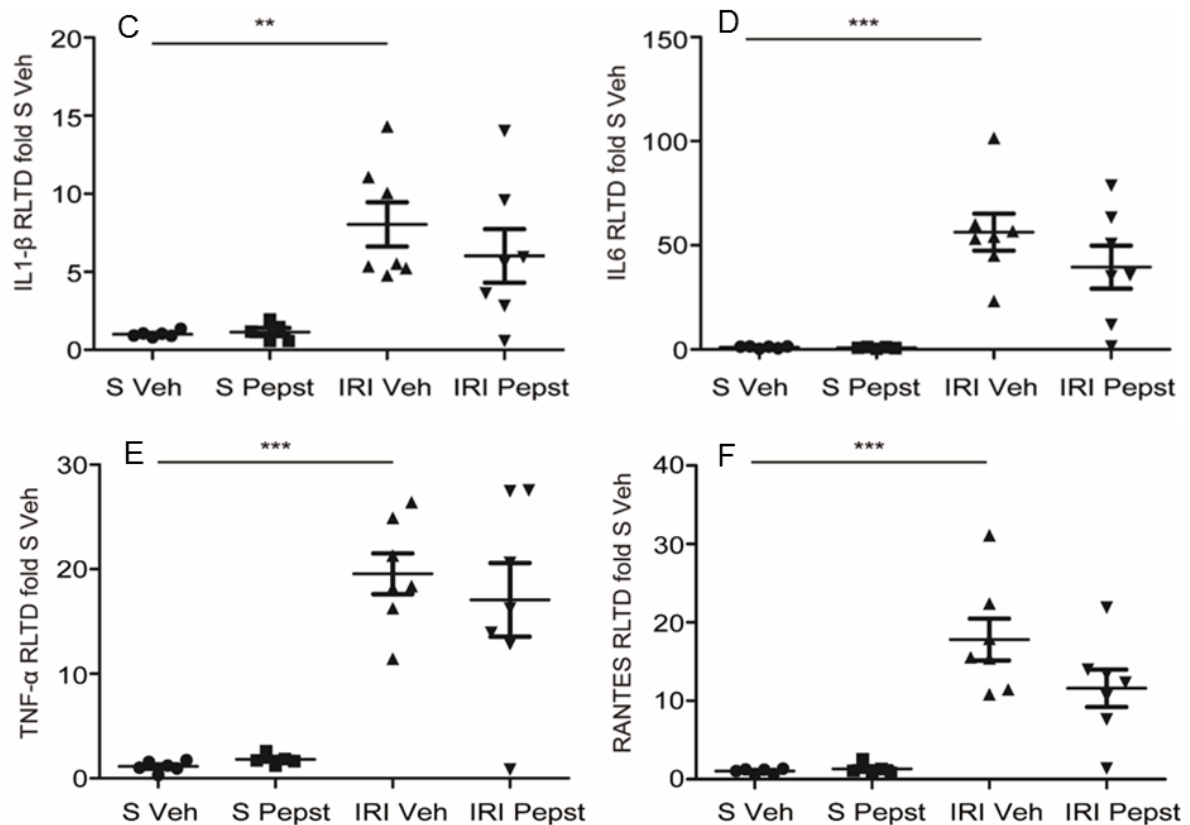 C
**
IL1-β RLTD fold S Veh
20
15
10
5
0
S Veh S Pepst IRI Veh IRI Pepst
D
***
IL6 RLTD fold S Veh
150
100
50
0
S Veh S Pepst IRI Veh IRI Pepst
E
***
TNF-α RLTD fold S Veh
30
20
10
0
S Veh S Pepst IRI Veh IRI Pepst
F
***
RANTES RLTD fold S Veh
40
30
20
10
0
S Veh S Pepst IRI Veh IRI Pepst